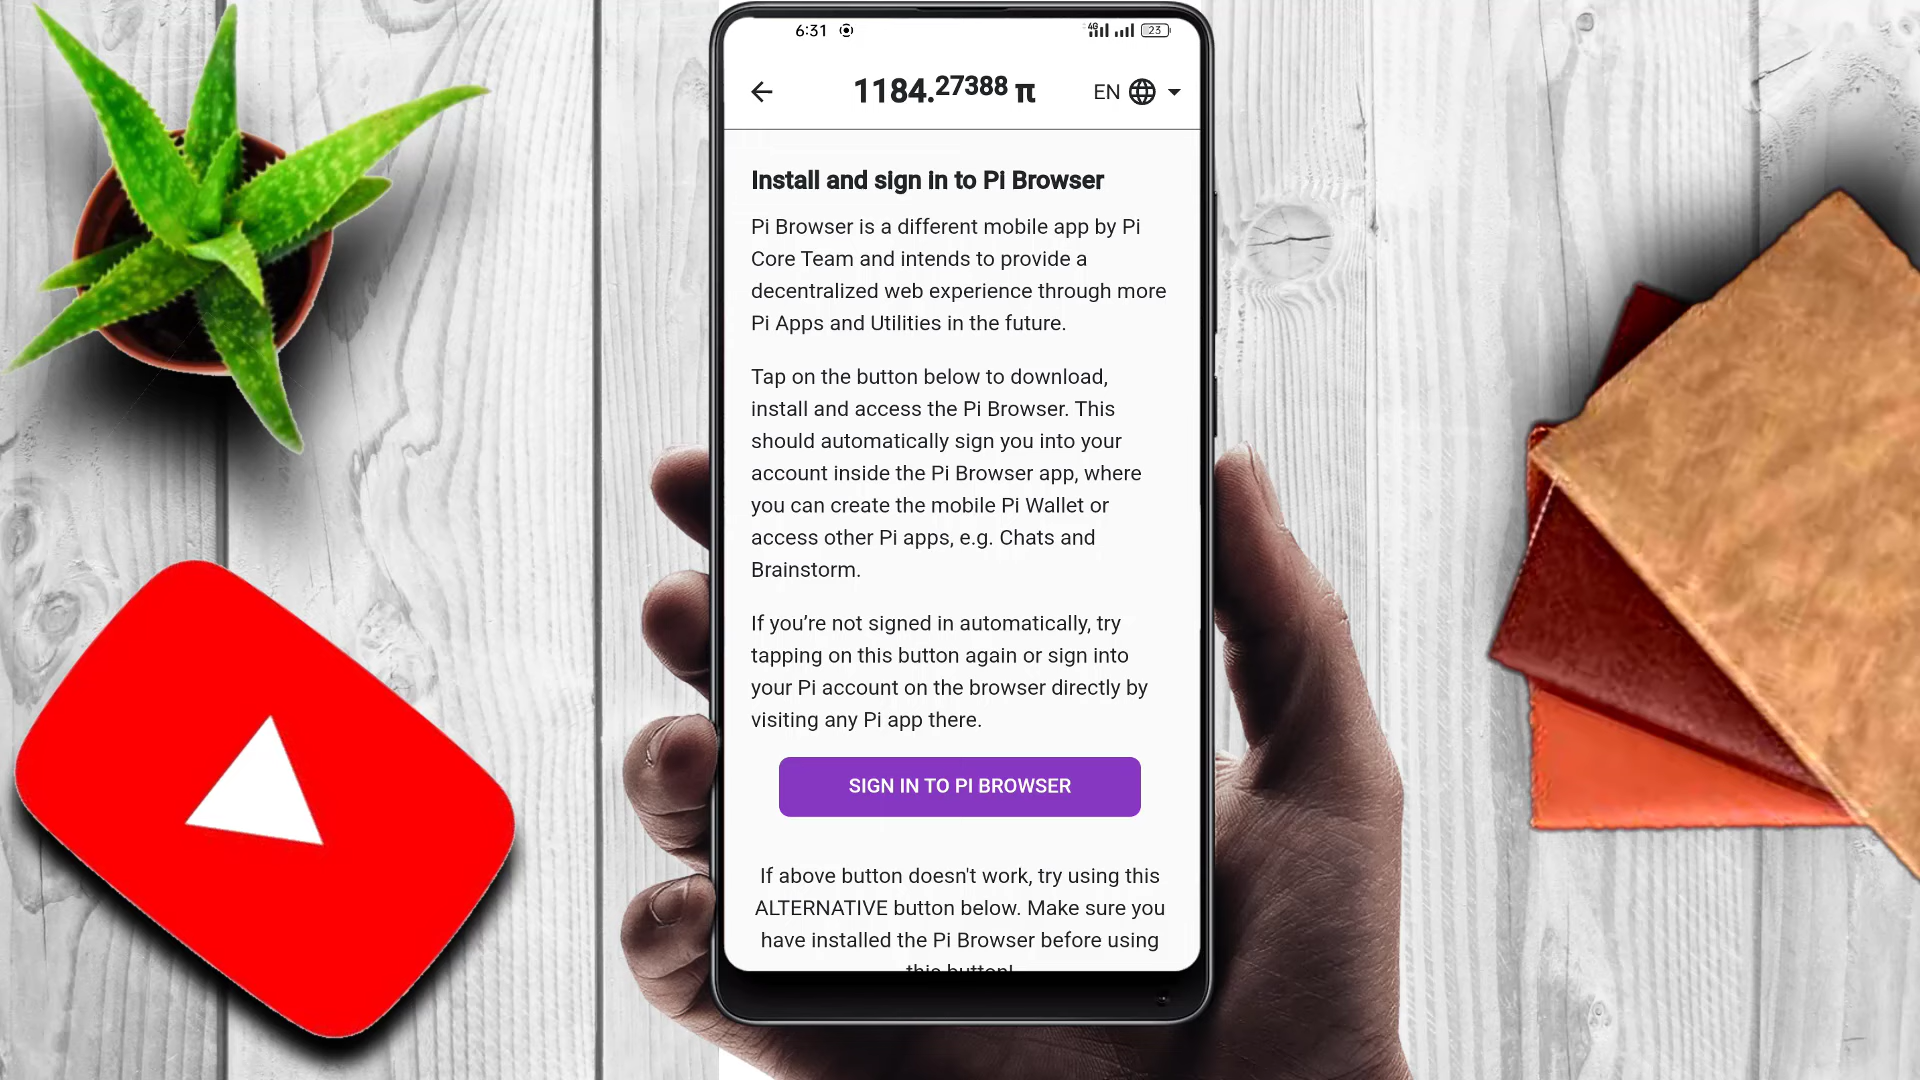 6:31 4G 23
1184.27388 π EN
Install and sign in to Pi Browser
Pi Browser is a different mobile app by Pi
Core Team and intends to provide a
decentralized web experience through more
Pi Apps and Utilities in the future.
Tap on the button below to download,
install and access the Pi Browser. This
should automatically sign you into your
account inside the Pi Browser app, where
you can create the mobile Pi Wallet or
access other Pi apps, e.g. Chats and
Brainstorm.
If you’re not signed in automatically, try
tapping on this button again or sign into
your Pi account on the browser directly by
visiting any Pi app there.
SIGN IN TO PI BROWSER
If above button doesn't work, try using this
ALTERNATIVE button below. Make sure you
have installed the Pi Browser before using
this button!